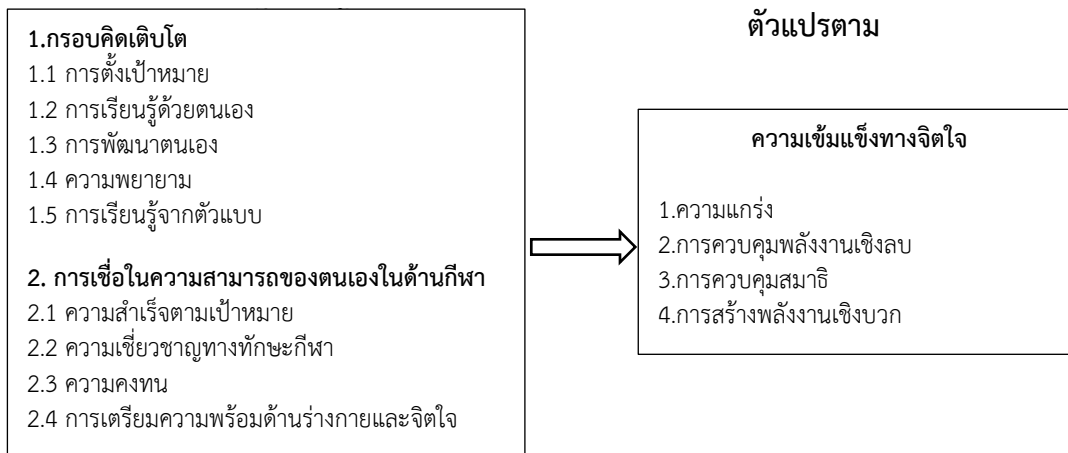 1.กรอบคิดเติบโต
1.1 การตั้งเป้าหมาย
1.2 การเรียนรู้ด้วยตนเอง
1.3 การพัฒนาตนเอง
1.4 ความพยายาม
1.5 การเรียนรู้จากตัวแบบ
2. การเชื่อในความสามารถของตนเองในด้านกีฬา
2.1 ความสำเร็จตามเป้าหมาย
2.2 ความเชี่ยวชาญทางทักษะกีฬา
2.3 ความคงทน
2.4 การเตรียมความพร้อมด้านร่างกายและจิตใจ
ตัวแปรตาม
ความเข้มแข็งทางจิตใจ
1.ความแกร่ง
2.การควบคุมพลังงานเชิงลบ
3.การควบคุมสมาธิ
4.การสร้างพลังงานเชิงบวก